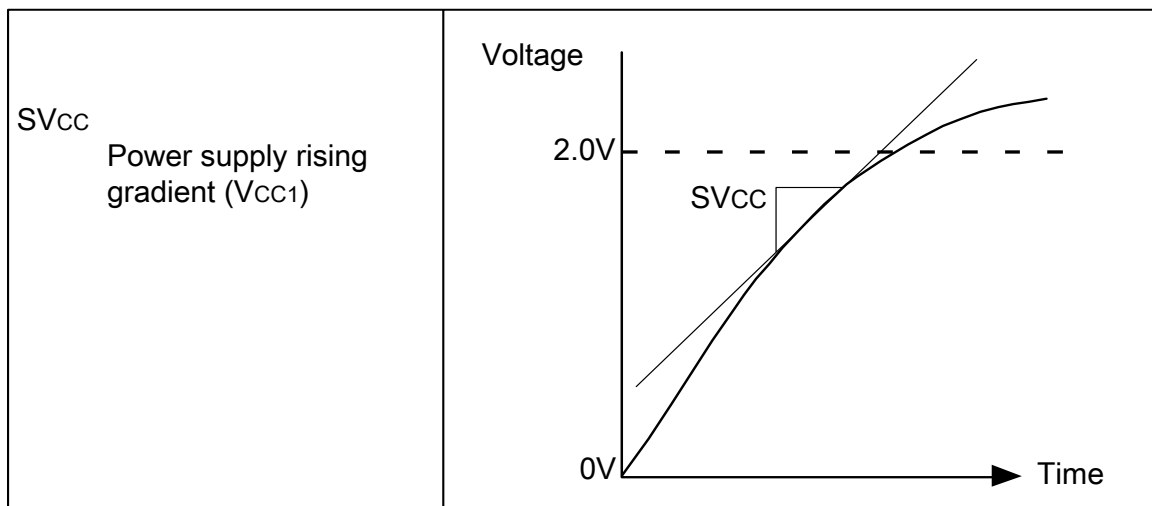 SVCC
Power supply rising
gradient (VCC1)
Voltage
2.0V
SVCC
0V
Time